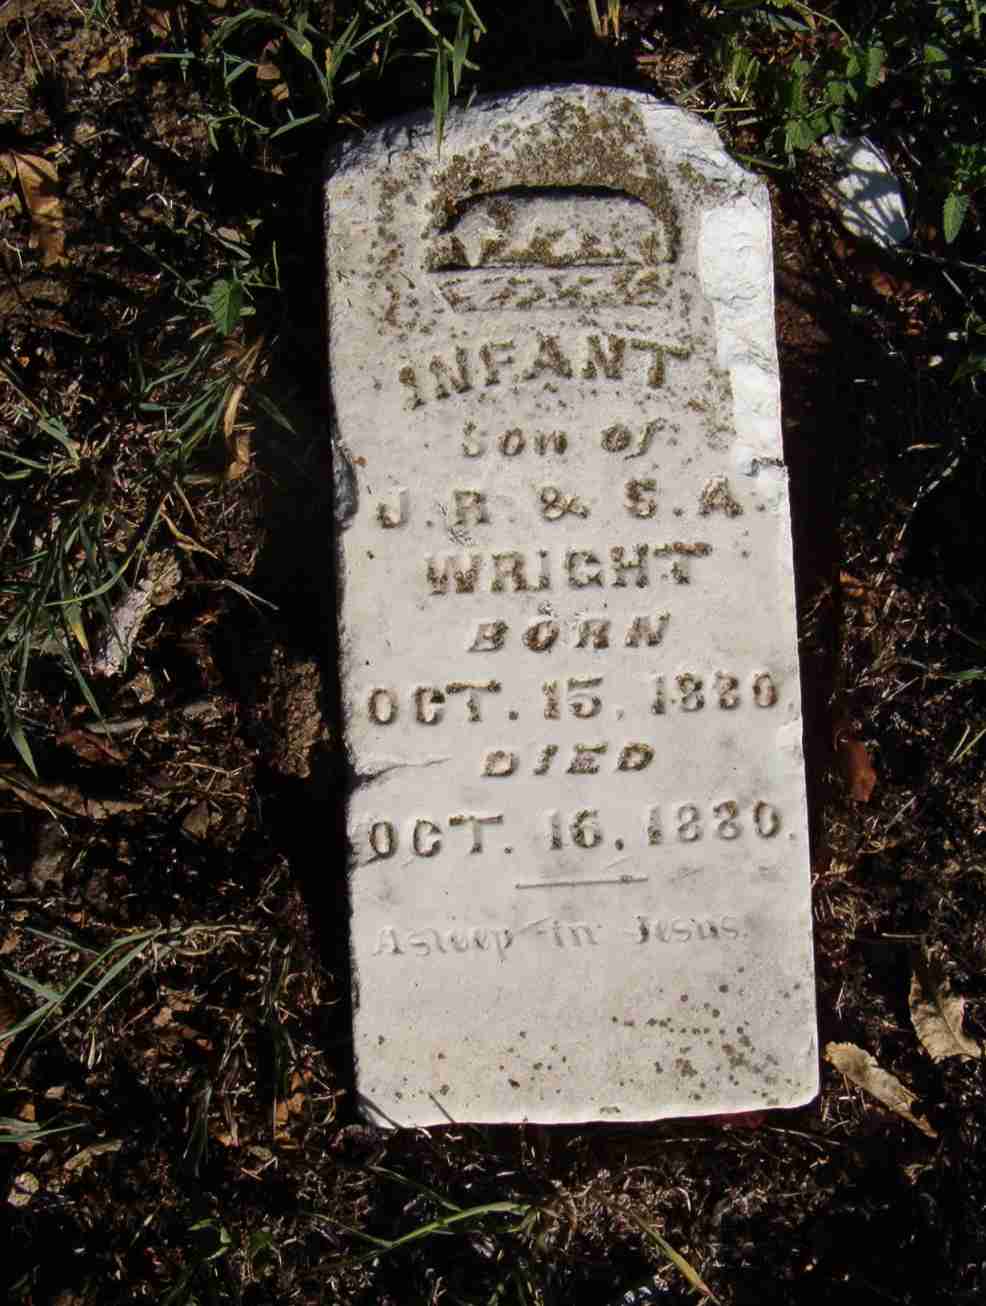 INFANT
Son of
J. R. & S. A.
WRIGHT
BORN
OCT. 15, 1880.
DIED
OCT. 16, 1880.
Asleep in Jesus.